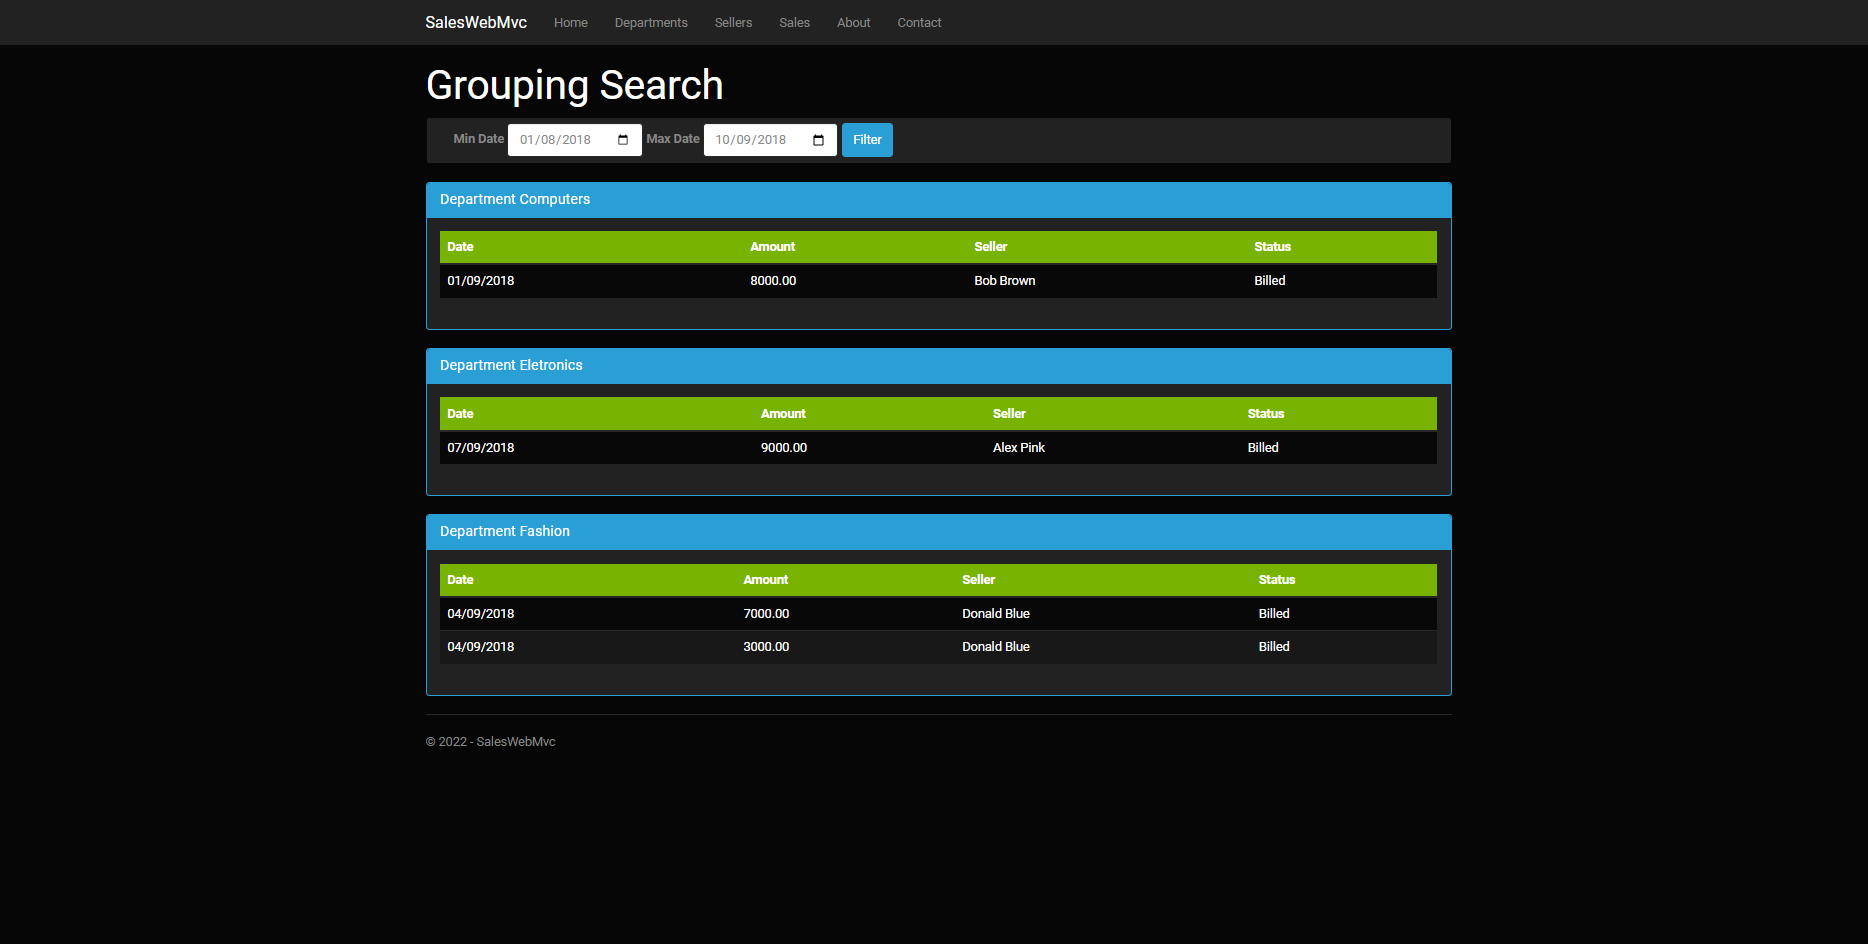 SalesWebMvc Home Departments Sellers Sales About Contact
Grouping Search
Min Date 01/08/2018 Max Date 10/09/2018 Filter
Department Computers
Date Amount Seller Status
01/09/2018 8000.00 Bob Brown Billed
Department Eletronics
Date Amount Seller Status
07/09/2018 9000.00 Alex Pink Billed
Department Fashion
Date Amount Seller Status
04/09/2018 7000.00 Donald Blue Billed
04/09/2018 3000.00 Donald Blue Billed
© 2022 - SalesWebMvc